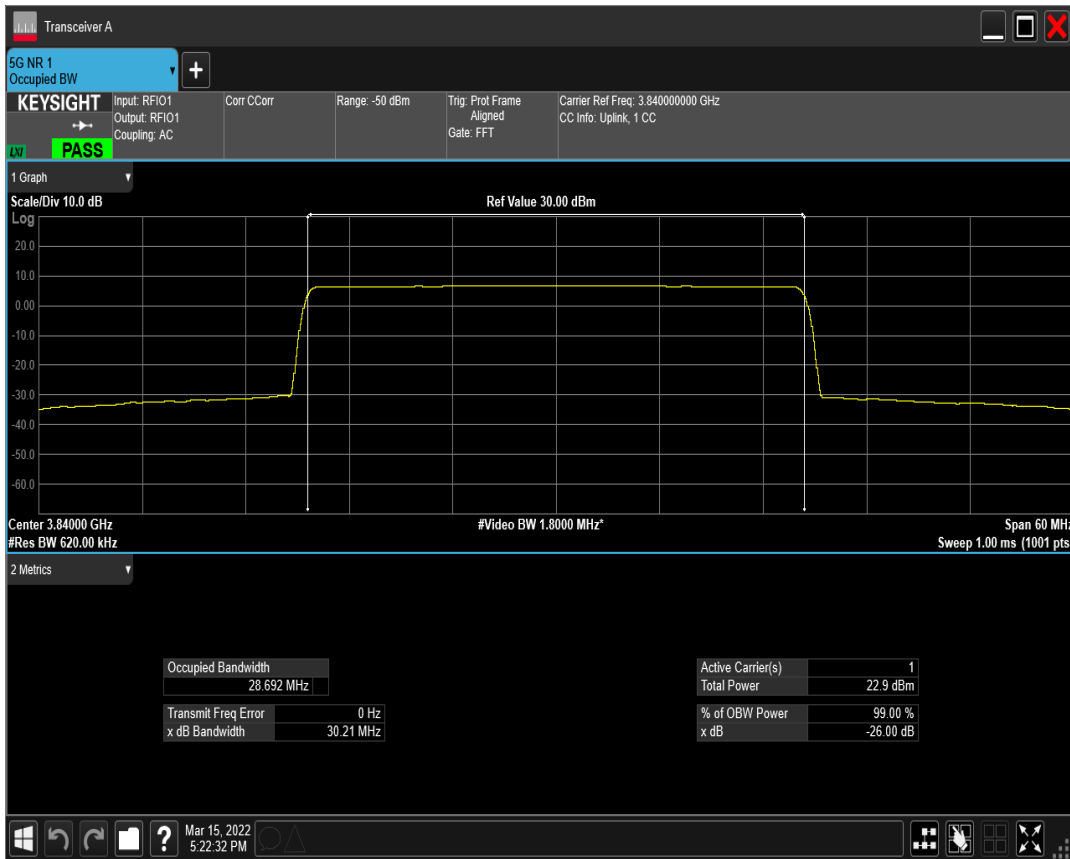 Transceiver A
5G NR 1
Occupied BW
KEYSIGHT
LXI
PASS
Input: RFIO1
Output: RFIO1
Coupling: AC
Corr CCorr
Range: -50 dBm
Trig: Prot Frame
Aligned
Gate: FFT
Carrier Ref Freq: 3.840000000 GHz
CC Info: Uplink, 1 CC
1 Graph
Scale/Div 10.0 dB
Ref Value 30.00 dBm
Log
20.0
10.0
0.00
-10.0
-20.0
-30.0
-40.0
-50.0
-60.0
Center 3.84000 GHz
#Video BW 1.8000 MHz*
Span 60 MHz
#Res BW 620.00 kHz
Sweep 1.00 ms (1001 pts
2 Metrics
Occupied Bandwidth
28.692 MHz
Transmit Freq Error 0 Hz
x dB Bandwidth 30.21 MHz
Active Carrier(s) 1
Total Power 22.9 dBm
% of OBW Power 99.00 %
x dB -26.00 dB
Mar 15, 2022
5:22:32 PM